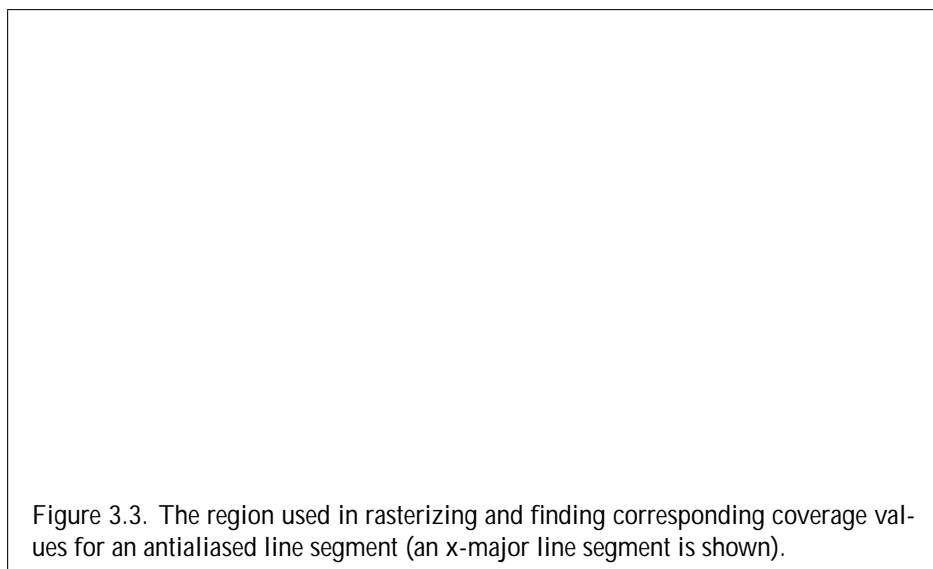 Figure 3.3. The region used in rasterizing and finding corresponding coverage val-
ues for an antialiased line segment (an x-major line segment is shown).